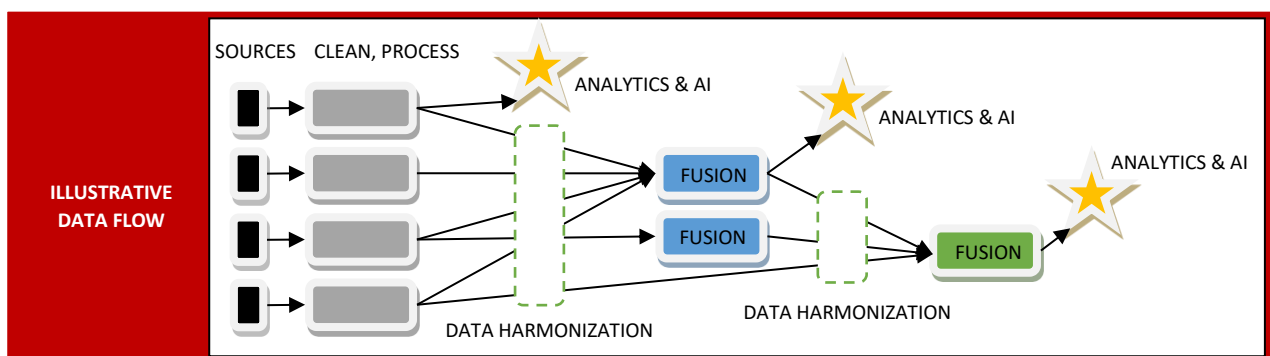 ILLUSTRATIVE
DATA FLOW
SOURCES
CLEAN, PROCESS
ANALYTICS & AI
ANALYTICS & AI
ANALYTICS & AI
FUSION
FUSION
FUSION
DATA HARMONIZATION
DATA HARMONIZATION